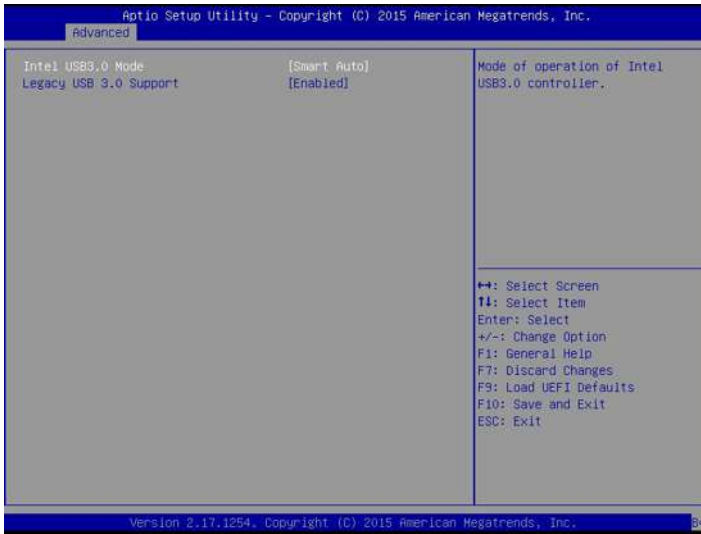 Aptio Setup Utility - Copyright (C) 2015 American Megatrends, Inc.
Advanced
Intel USB3.0 Mode [Smart Auto]
Legacy USB 3.0 Support [Enabled]
Mode of operation of Intel
USB3.0 controller.
↔: Select Screen
↑↓: Select Item
Enter: Select
+/-: Change Option
F1: General Help
F7: Discard Changes
F9: Load UEFI Defaults
F10: Save and Exit
ESC: Exit
Version 2.17.1254. Copyright (C) 2015 American Megatrends, Inc.